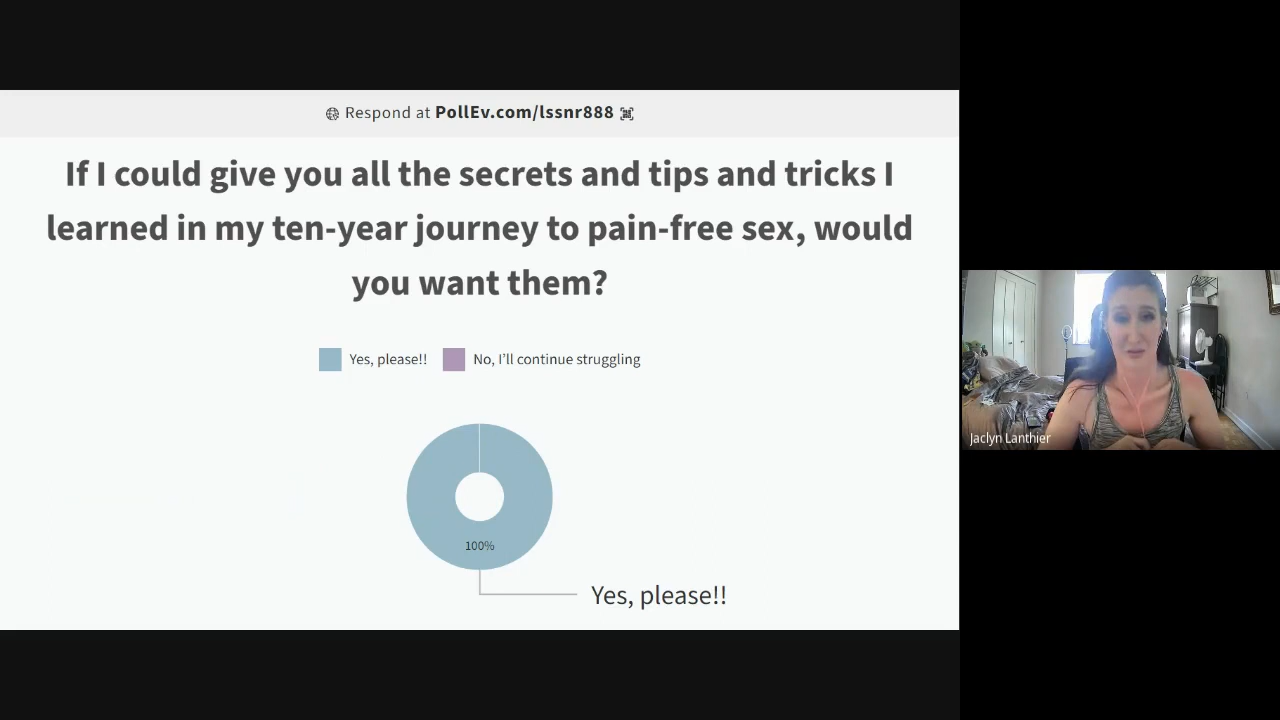 Respond at PollEv.com/lssnr888
If I could give you all the secrets and tips and tricks I
learned in my ten-year journey to pain-free sex, would
you want them?
Yes, please!! No, I'll continue struggling
100%
Yes, please!!
Jaclyn Lanthier